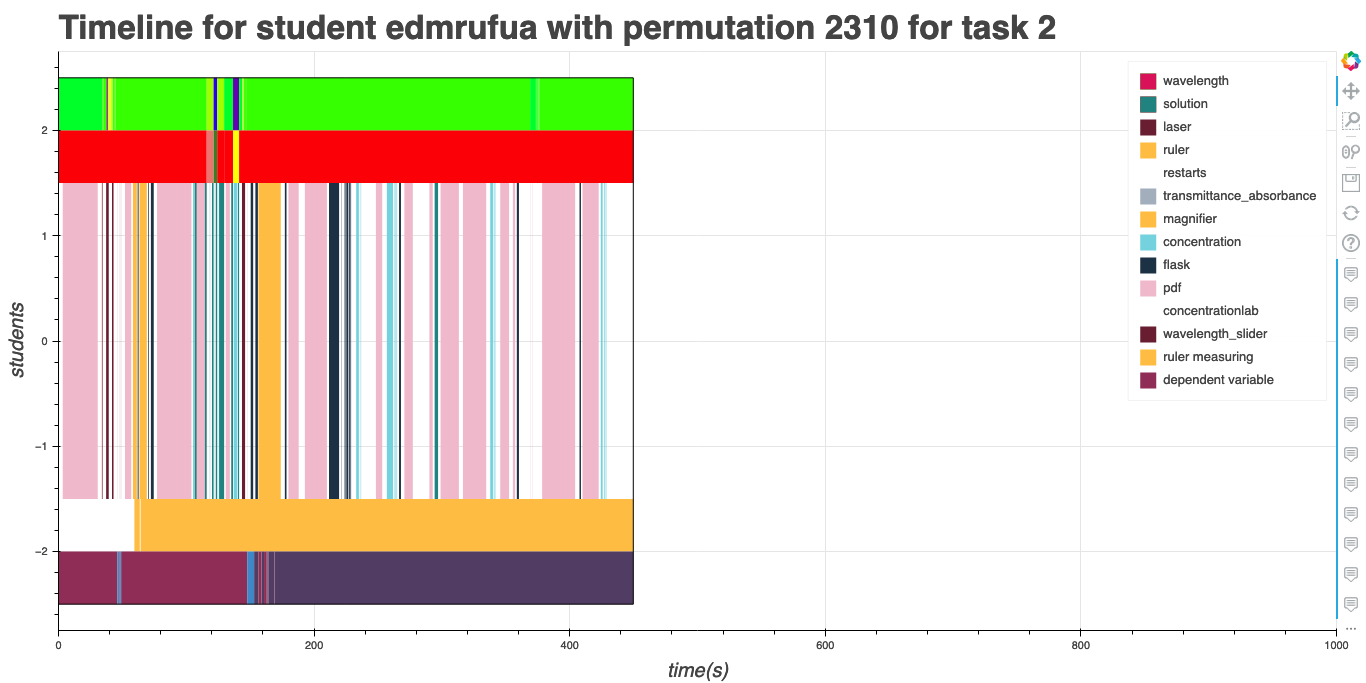 Timeline for student edmrufua with permutation 2310 for task 2
wavelength
solution
laser
ruler
restarts
transmittance_absorbance
magnifier
concentration
flask
pdf
concentrationlab
wavelength_slider
ruler measuring
dependent variable
students
2
1
0
−1
−2
0 200 400 600 800 1000
time(s)